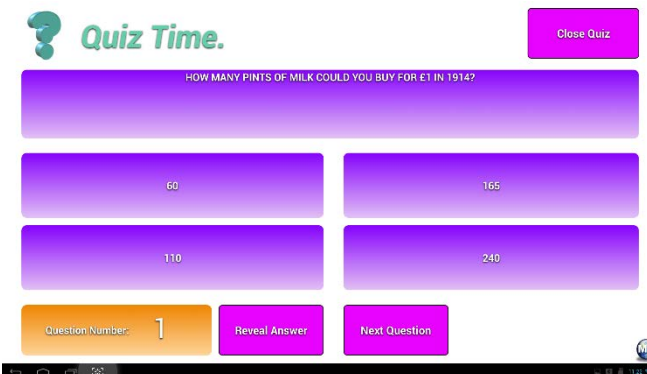 Quiz Time.
Close Quiz
HOW MANY PINTS OF MILK COULD YOU BUY FOR £1 IN 1914?
60
165
110
240
Question Number: 1
Reveal Answer
Next Question